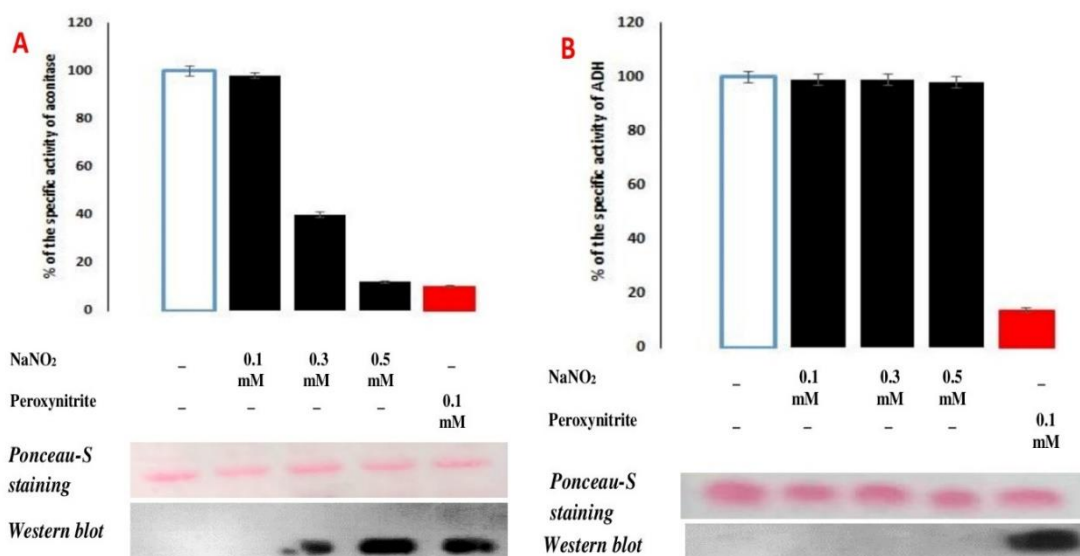 A
% of the specific activity of aconitase
120
100
80
60
40
20
0
NaNO₂ – 0.1 mM 0.3 mM 0.5 mM –
Peroxynitrite – – – – 0.1 mM
Ponceau-S staining
Western blot
B
% of the specific activity of ADH
120
100
80
60
40
20
0
NaNO₂ – 0.1 mM 0.3 mM 0.5 mM –
Peroxynitrite – – – – 0.1 mM
Ponceau-S staining
Western blot